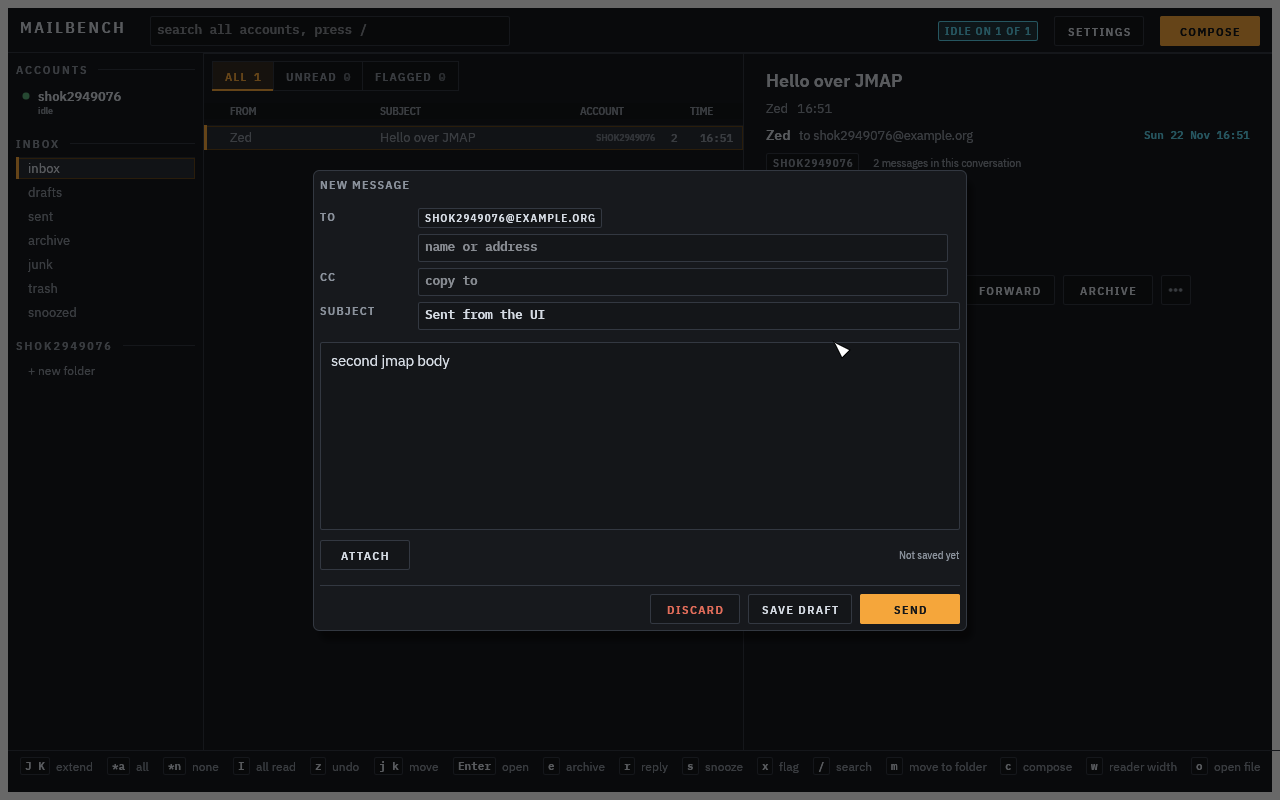 MAILBENCH
search all accounts, press /
IDLE ON 1 OF 1
SETTINGS
COMPOSE
ACCOUNTS
shok2949076
idle
INBOX
inbox
drafts
sent
archive
junk
trash
snoozed
SHOK2949076
+ new folder
ALL 1
UNREAD 0
FLAGGED 0
FROM SUBJECT ACCOUNT TIME
Zed Hello over JMAP SHOK2949076 2 16:51
Hello over JMAP
Zed 16:51
Zed to shok2949076@example.org Sun 22 Nov 16:51
SHOK2949076 2 messages in this conversation
FORWARD
ARCHIVE
•••
NEW MESSAGE
TO SHOK2949076@EXAMPLE.ORG
name or address
CC copy to
SUBJECT Sent from the UI
second jmap body
ATTACH
Not saved yet
DISCARD
SAVE DRAFT
SEND
J K extend *a all *n none I all read z undo j k move Enter open e archive r reply s snooze x flag / search m move to folder c compose w reader width o open file